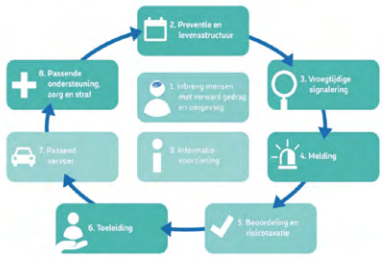 2. Preventie en
levensstructuur
3. Vroegtijdige
signalering
4. Melding
5. Beoordeling en
risicotaxatie
6. Toeleiding
7. Passend
vervoer
8. Passende
ondersteuning,
zorg en straf
1. Inbreng mensen
met verward gedrag
en omgeving
9. Informatie-
voorziening